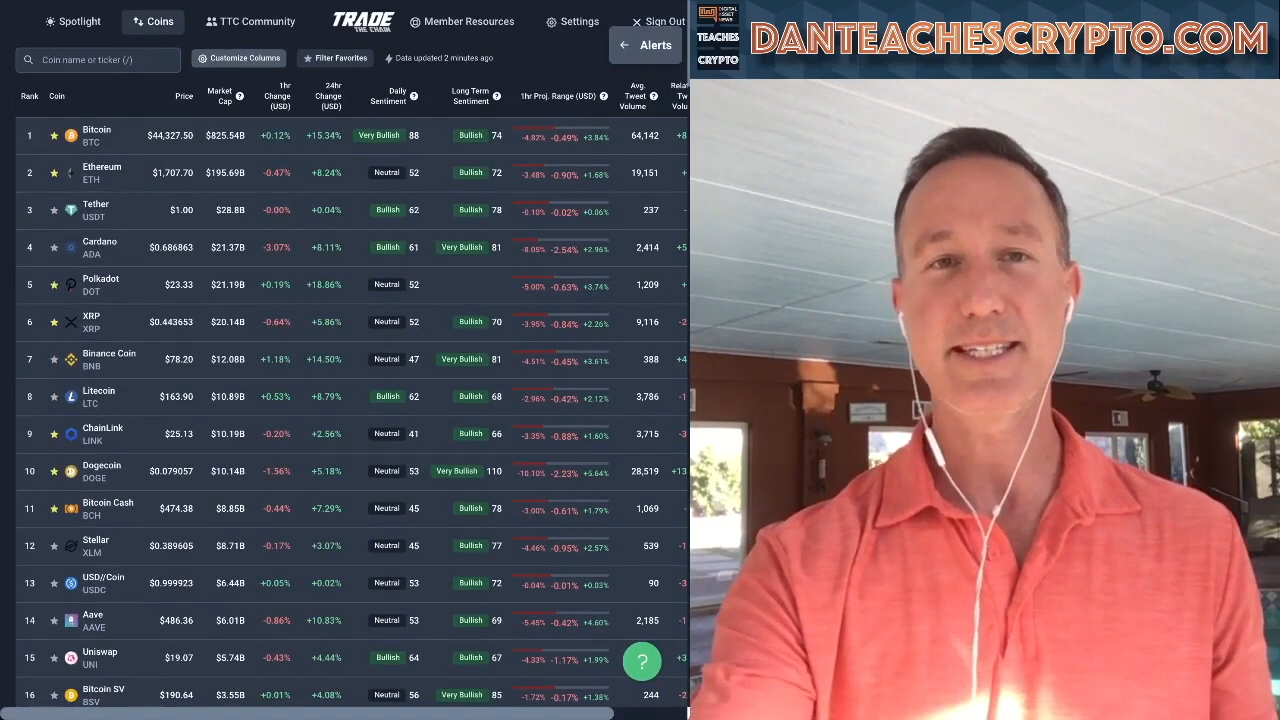 Spotlight
Coins
TTC Community
TRADE
THE CHAIN
Member Resources
Settings
Sign Out
Alerts
Coin name or ticker (/)
Customize Columns
Filter Favorites
Data updated 2 minutes ago
Rank Coin Price Market Cap 1hr Change (USD) 24hr Change (USD) Daily Sentiment Long Term Sentiment 1hr Proj. Range (USD) Avg. Tweet Volume
1 Bitcoin BTC $44,327.50 $825.54B +0.12% +15.34% Very Bullish 88 Bullish 74 -4.82% -0.49% +3.84% 64,142 +8
2 Ethereum ETH $1,707.70 $195.69B -0.47% +8.24% Neutral 52 Bullish 72 -3.48% -0.90% +1.68% 19,151 +
3 Tether USDT $1.00 $28.8B -0.00% +0.04% Bullish 62 Bullish 78 -0.10% -0.02% +0.06% 237 -
4 Cardano ADA $0.686863 $21.37B -3.07% +8.11% Bullish 61 Very Bullish 81 -8.05% -2.54% +2.96% 2,414 +5
5 Polkadot DOT $23.33 $21.19B +0.19% +18.86% Neutral 52 -5.00% -0.63% +3.74% 1,209 +
6 XRP XRP $0.443653 $20.14B -0.64% +5.86% Neutral 52 Bullish 70 -3.95% -0.84% +2.26% 9,116 -2
7 Binance Coin BNB $78.20 $12.08B +1.18% +14.50% Neutral 47 Very Bullish 81 -4.51% -0.45% +3.61% 388 +4
8 Litecoin LTC $163.90 $10.89B +0.53% +8.79% Bullish 62 Bullish 68 -2.96% -0.42% +2.12% 3,786 -1
9 ChainLink LINK $25.13 $10.19B -0.20% +2.56% Neutral 41 Bullish 66 -3.35% -0.88% +1.60% 3,715 -3
10 Dogecoin DOGE $0.079057 $10.14B -1.56% +5.18% Neutral 53 Very Bullish 110 -10.10% -2.23% +5.64% 28,519 +13
11 Bitcoin Cash BCH $474.38 $8.85B -0.44% +7.29% Neutral 45 Bullish 78 -3.00% -0.61% +1.79% 1,069 -
12 Stellar XLM $0.389605 $8.71B -0.17% +3.07% Neutral 45 Bullish 77 -4.46% -0.95% +2.57% 539 -1
13 USD//Coin USDC $0.999923 $6.44B +0.05% +0.02% Neutral 53 Bullish 72 -0.04% -0.01% +0.03% 90 -3
14 Aave AAVE $486.36 $6.01B -0.86% +10.83% Neutral 53 Bullish 69 -5.45% -0.42% +4.60% 2,185 -1
15 Uniswap UNI $19.07 $5.74B -0.43% +4.44% Bullish 64 Bullish 67 -4.33% -1.17% +1.99% +3
16 Bitcoin SV BSV $190.64 $3.55B +0.01% +4.08% Neutral 56 Very Bullish 85 -1.72% -0.17% +1.38% 244 -2
?
DIGITAL
ASSET
NEWS
TEACHES
CRYPTO
DANTEACHESCRYPTO.COM